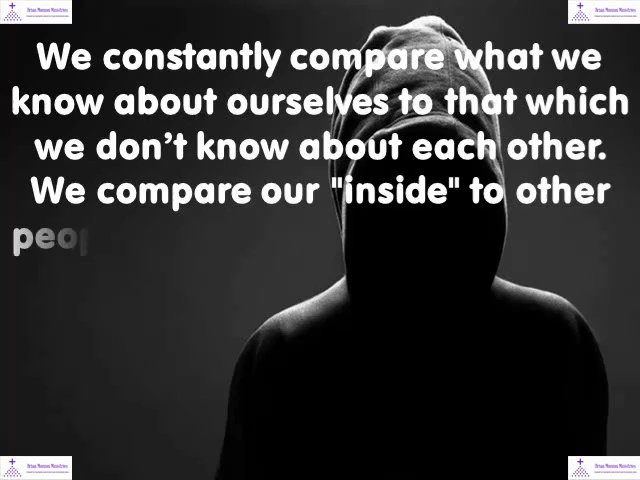 We constantly compare what we
know about ourselves to that which
we don’t know about each other.
We compare our "inside" to other
peop